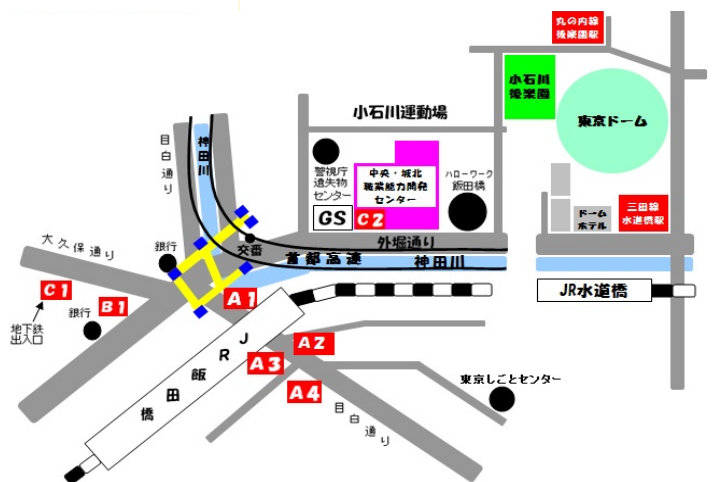 丸の内線
後楽園駅
小石川
後楽園
東京ドーム
小石川運動場
神田川
目白通り
警視庁
遺失物
センター
中央・城北
職業能力開発
センター
ハローワーク
飯田橋
三田線
水道橋駅
ドーム
ホテル
GS
C2
大久保通り
銀行
交番
外堀通り
首都高速
神田川
C1
B1
A1
JR水道橋
地下鉄
出入口
銀行
JR飯田橋
A2
A3
A4
東京しごとセンター
目白通り